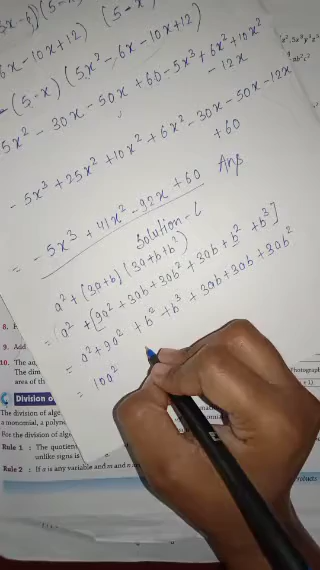 6x - 10x + 12) (5 - x
- (5-x) (5x² - 6x - 10x + 12)
5x² - 30x - 50x + 60 - 5x³ + 6x² + 10x²
- 12x
- 5x³ + 25x² + 10x² + 6x² - 30x - 50x - 12x
+ 60
= - 5x³ + 41x² - 92x + 60 Ans
Solution - C
a² + (3a+b) (3a+b+b²)
= a² + [9a² + 3ab + 3ab² + 3ab + b² + b³]
= a² + 9a² + b² + b³ + 3ab + 3ab + 3ab²
= 10a²
8.
9. Add
10. The
The dim
area of th
Division o
The division of alge
a monomial, a polyn
For the division of alge
Rule 1 : The quotien
unlike signs is
Rule 2 : If a is any variable and m and n